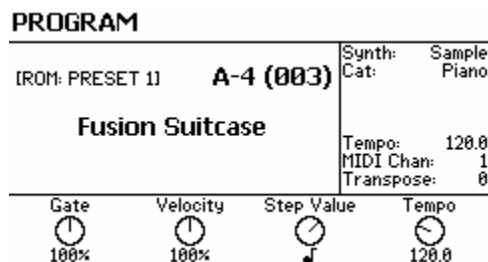 PROGRAM
[ROM: PRESET 1] A-4 (003)
Fusion Suitcase
Synth: Sample
Cat: Piano
Tempo: 120.0
MIDI Chan: 1
Transpose: 0
Gate Velocity Step Value Tempo
100% 100% 120.0